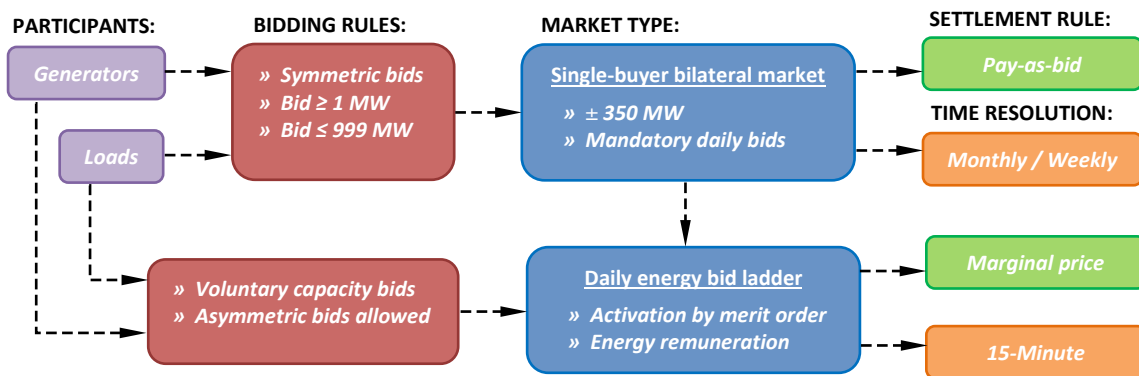 PARTICIPANTS:
BIDDING RULES:
MARKET TYPE:
SETTLEMENT RULE:
Generators
» Symmetric bids
» Bid ≥ 1 MW
» Bid ≤ 999 MW
Single-buyer bilateral market
» ± 350 MW
» Mandatory daily bids
Pay-as-bid
TIME RESOLUTION:
Loads
Monthly / Weekly
» Voluntary capacity bids
» Asymmetric bids allowed
Daily energy bid ladder
» Activation by merit order
» Energy remuneration
Marginal price
15-Minute